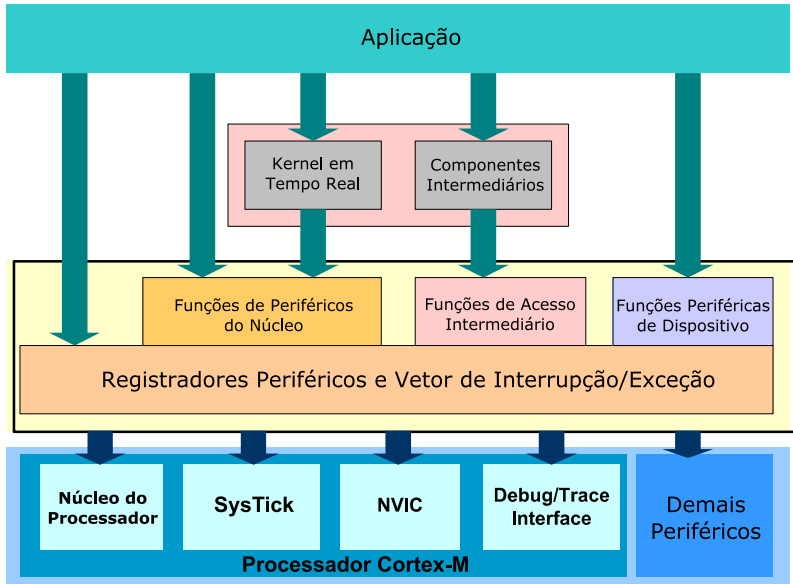 Aplicação
Kernel em
Tempo Real
Componentes
Intermediários
Funções de Periféricos
do Núcleo
Funções de Acesso
Intermediário
Funções Periféricas
de Dispositivo
Registradores Periféricos e Vetor de Interrupção/Exceção
Núcleo do
Processador
SysTick
NVIC
Debug/Trace
Interface
Demais
Periféricos
Processador Cortex-M